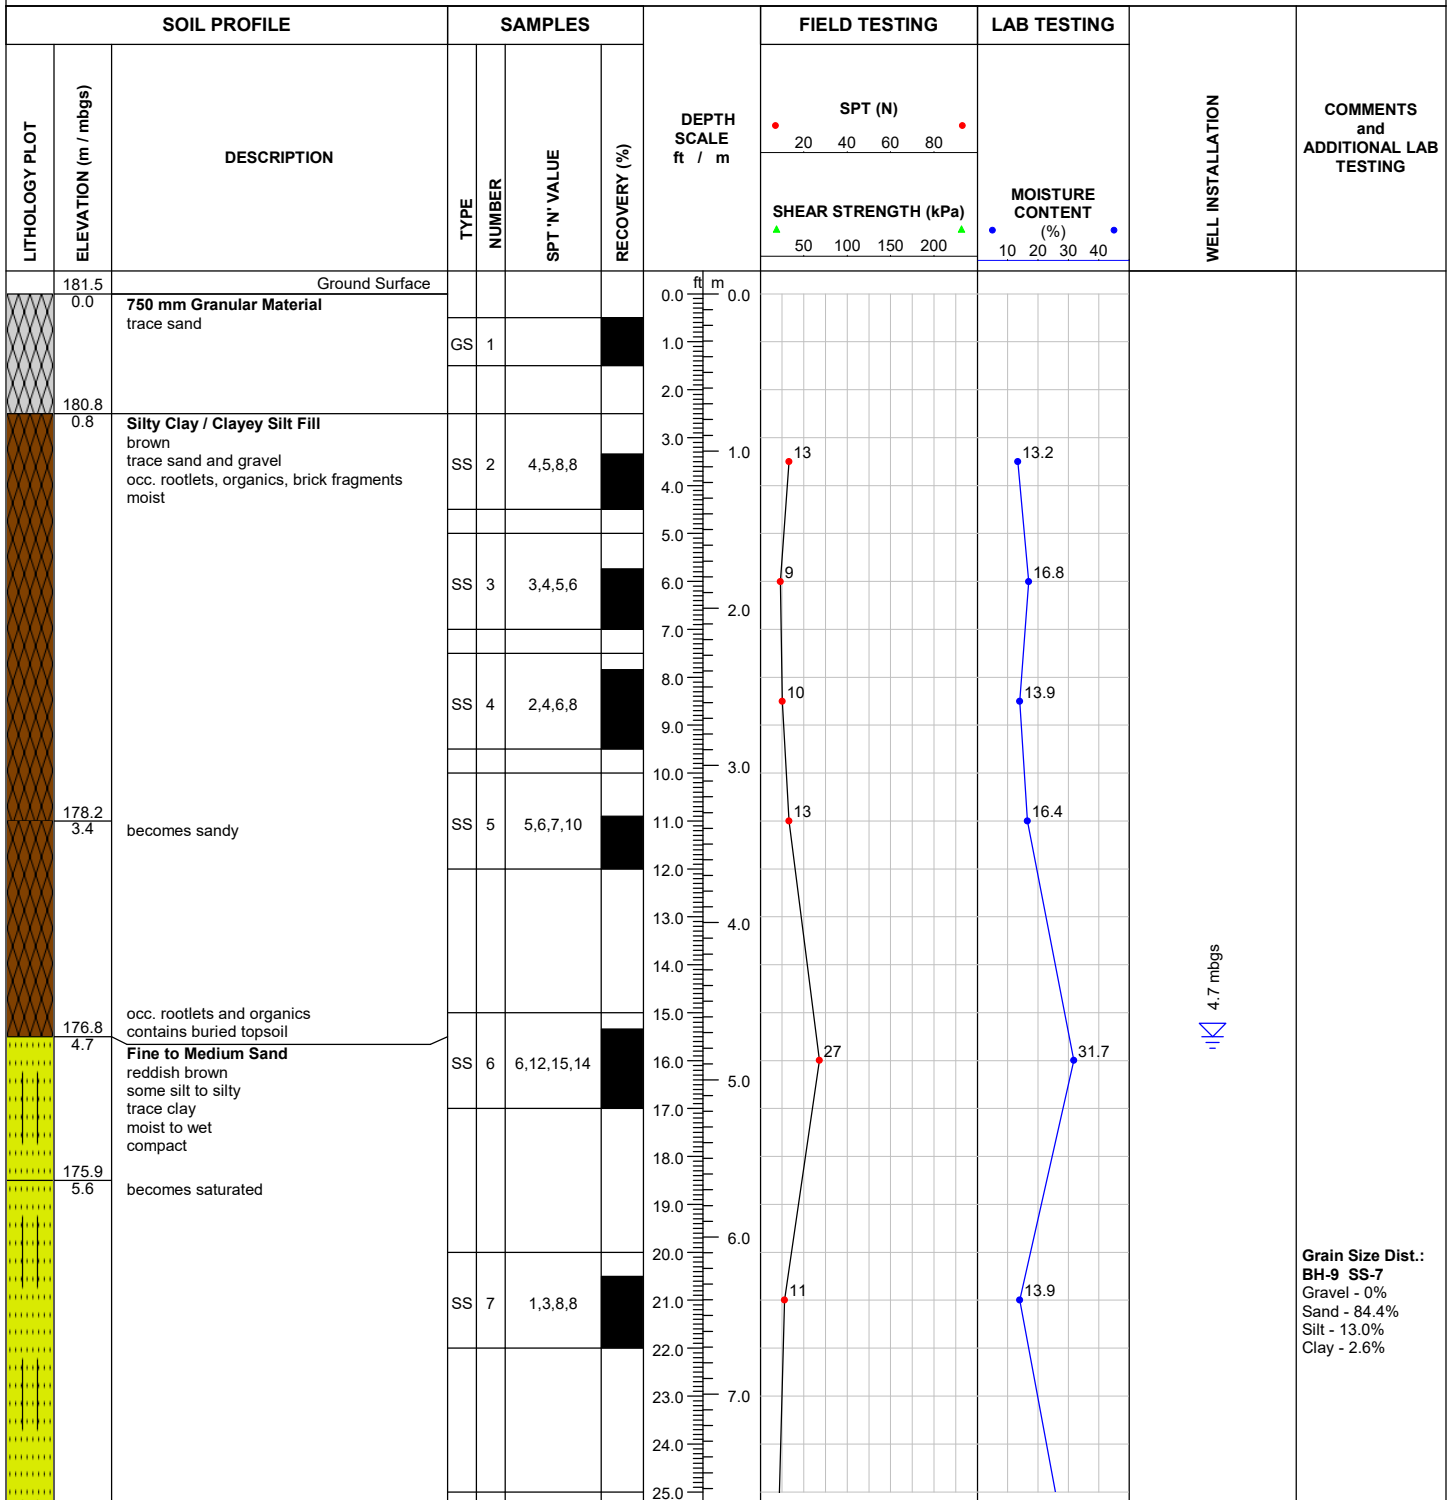 SOIL PROFILE
SAMPLES
FIELD TESTING
LAB TESTING
LITHOLOGY PLOT
ELEVATION (m / mbgs)
DESCRIPTION
TYPE
NUMBER
SPT 'N' VALUE
RECOVERY (%)
DEPTH
SCALE
ft / m
SPT (N)
20 40 60 80
SHEAR STRENGTH (kPa)
50 100 150 200
MOISTURE
CONTENT
(%)
10 20 30 40
WELL INSTALLATION
COMMENTS
and
ADDITIONAL LAB
TESTING
181.5 Ground Surface
0.0 750 mm Granular Material
trace sand
GS 1
180.8
0.8 Silty Clay / Clayey Silt Fill
brown
trace sand and gravel
occ. rootlets, organics, brick fragments
moist
SS 2 4,5,8,8
SS 3 3,4,5,6
SS 4 2,4,6,8
178.2
3.4 becomes sandy
SS 5 5,6,7,10
occ. rootlets and organics
176.8 contains buried topsoil
4.7 Fine to Medium Sand
reddish brown
some silt to silty
trace clay
moist to wet
compact
SS 6 6,12,15,14
175.9
5.6 becomes saturated
SS 7 1,3,8,8
ft m
0.0 0.0
1.0
2.0
3.0
1.0
4.0
5.0
6.0
2.0
7.0
8.0
9.0
3.0
10.0
11.0
12.0
13.0
4.0
14.0
15.0
16.0
5.0
17.0
18.0
19.0
6.0
20.0
21.0
22.0
23.0 7.0
24.0
25.0
13
9
10
13
27
11
13.2
16.8
13.9
16.4
31.7
13.9
4.7 mbgs
Grain Size Dist.:
BH-9 SS-7
Gravel - 0%
Sand - 84.4%
Silt - 13.0%
Clay - 2.6%